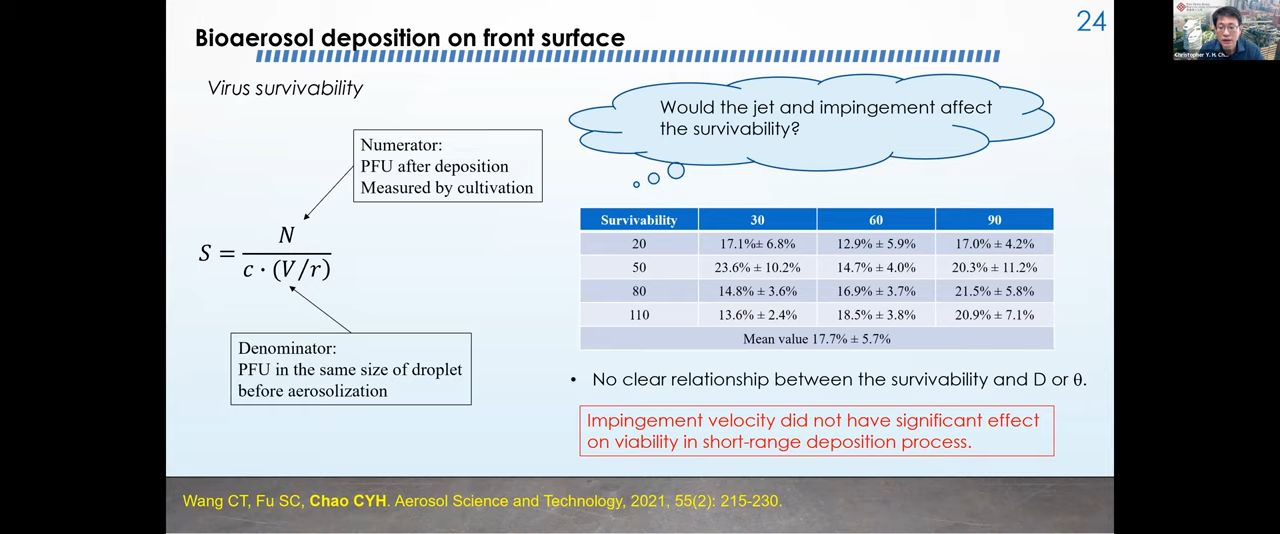 24
Bioaerosol deposition on front surface
Virus survivability
Numerator:
PFU after deposition
Measured by cultivation
S = N / c · (V/r)
Denominator:
PFU in the same size of droplet
before aerosolization
Would the jet and impingement affect
the survivability?
Survivability 30 60 90
20 17.1%± 6.8% 12.9% ± 5.9% 17.0% ± 4.2%
50 23.6% ± 10.2% 14.7% ± 4.0% 20.3% ± 11.2%
80 14.8% ± 3.6% 16.9% ± 3.7% 21.5% ± 5.8%
110 13.6% ± 2.4% 18.5% ± 3.8% 20.9% ± 7.1%
Mean value 17.7% ± 5.7%
• No clear relationship between the survivability and D or θ.
Impingement velocity did not have significant effect
on viability in short-range deposition process.
Wang CT, Fu SC, Chao CYH. Aerosol Science and Technology, 2021, 55(2): 215-230.
Christopher Y. H. Ch...